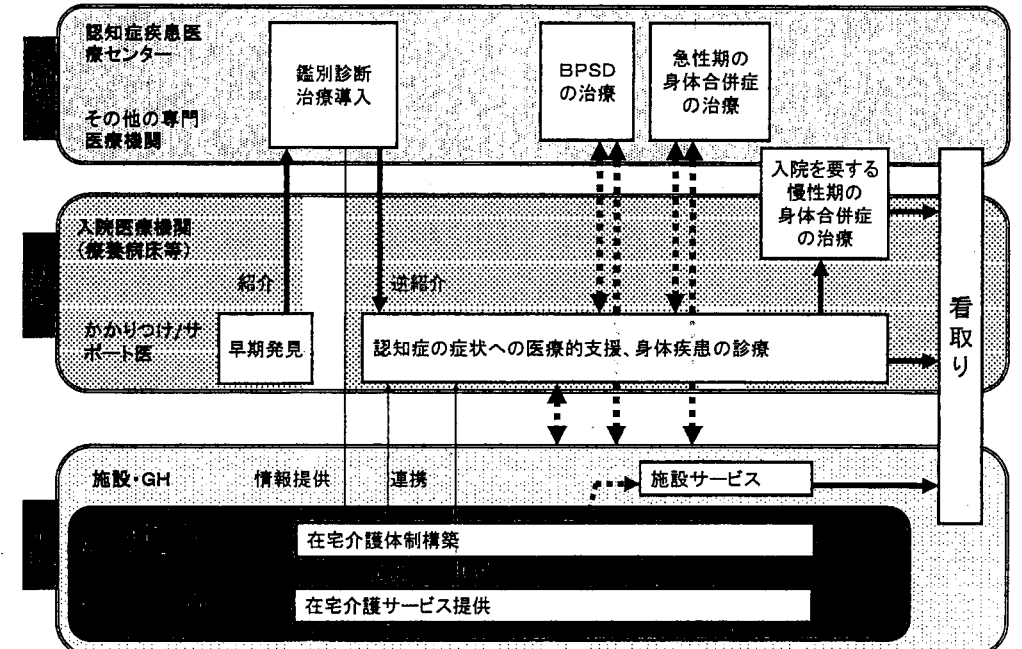 認知症疾患医
療センター
その他の専門
医療機関
鑑別診断
治療導入
BPSD
の治療
急性期の
身体合併症
の治療
入院を要する
慢性期の
身体合併症
の治療
入院医療機関
(療養病床等)
紹介
逆紹介
かかりつけ/サ
ポート医
早期発見
認知症の症状への医療的支援、身体疾患の診療
看取り
施設・GH
情報提供
連携
施設サービス
在宅介護体制構築
在宅介護サービス提供